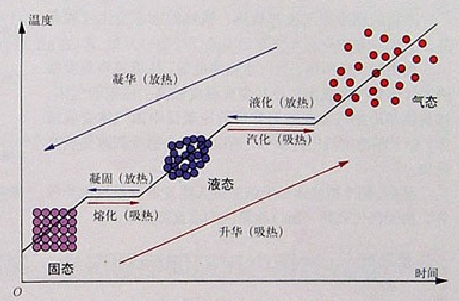 温度
凝华（放热）
液化（放热）
气态
汽化（吸热）
凝固（放热）
液态
熔化（吸热）
升华（吸热）
固态
O
时间